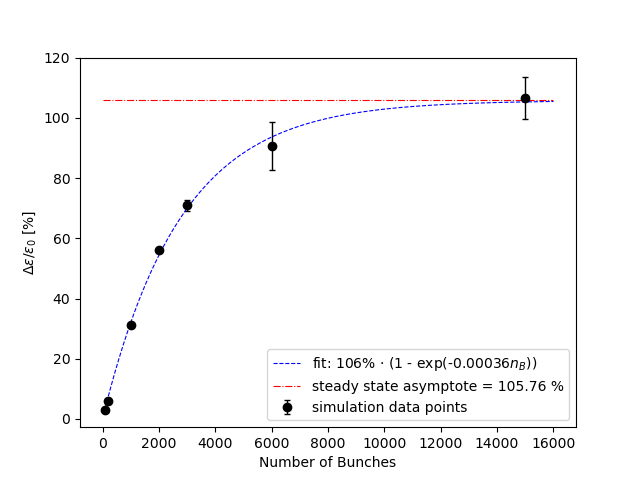 120
100
80
60
40
20
0
Δε/ε₀ [%]
fit: 106% · (1 - exp(-0.00036n_B))
steady state asymptote = 105.76 %
simulation data points
0 2000 4000 6000 8000 10000 12000 14000 16000
Number of Bunches